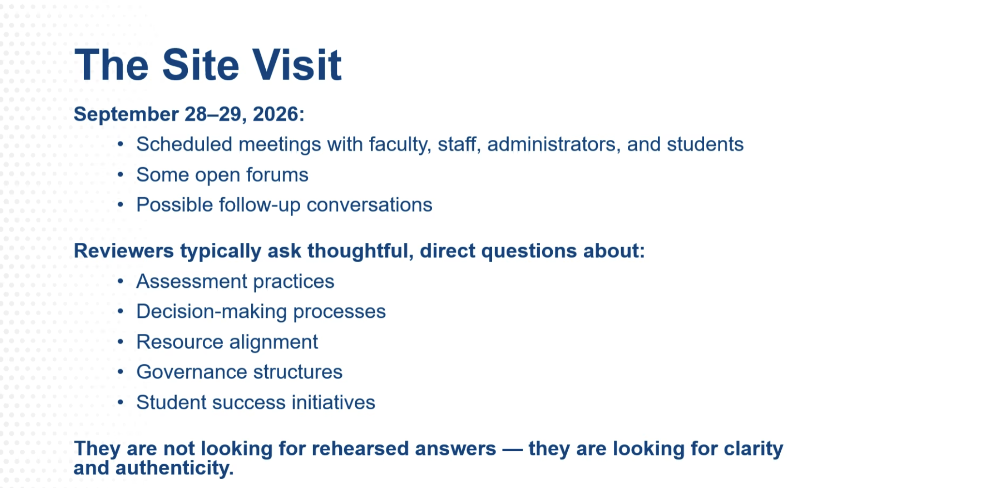 The Site Visit
September 28–29, 2026:
• Scheduled meetings with faculty, staff, administrators, and students
• Some open forums
• Possible follow-up conversations
Reviewers typically ask thoughtful, direct questions about:
• Assessment practices
• Decision-making processes
• Resource alignment
• Governance structures
• Student success initiatives
They are not looking for rehearsed answers — they are looking for clarity
and authenticity.